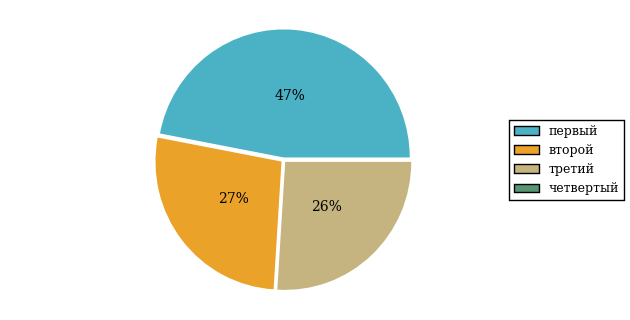 47%
27%
26%
первый
второй
третий
четвертый